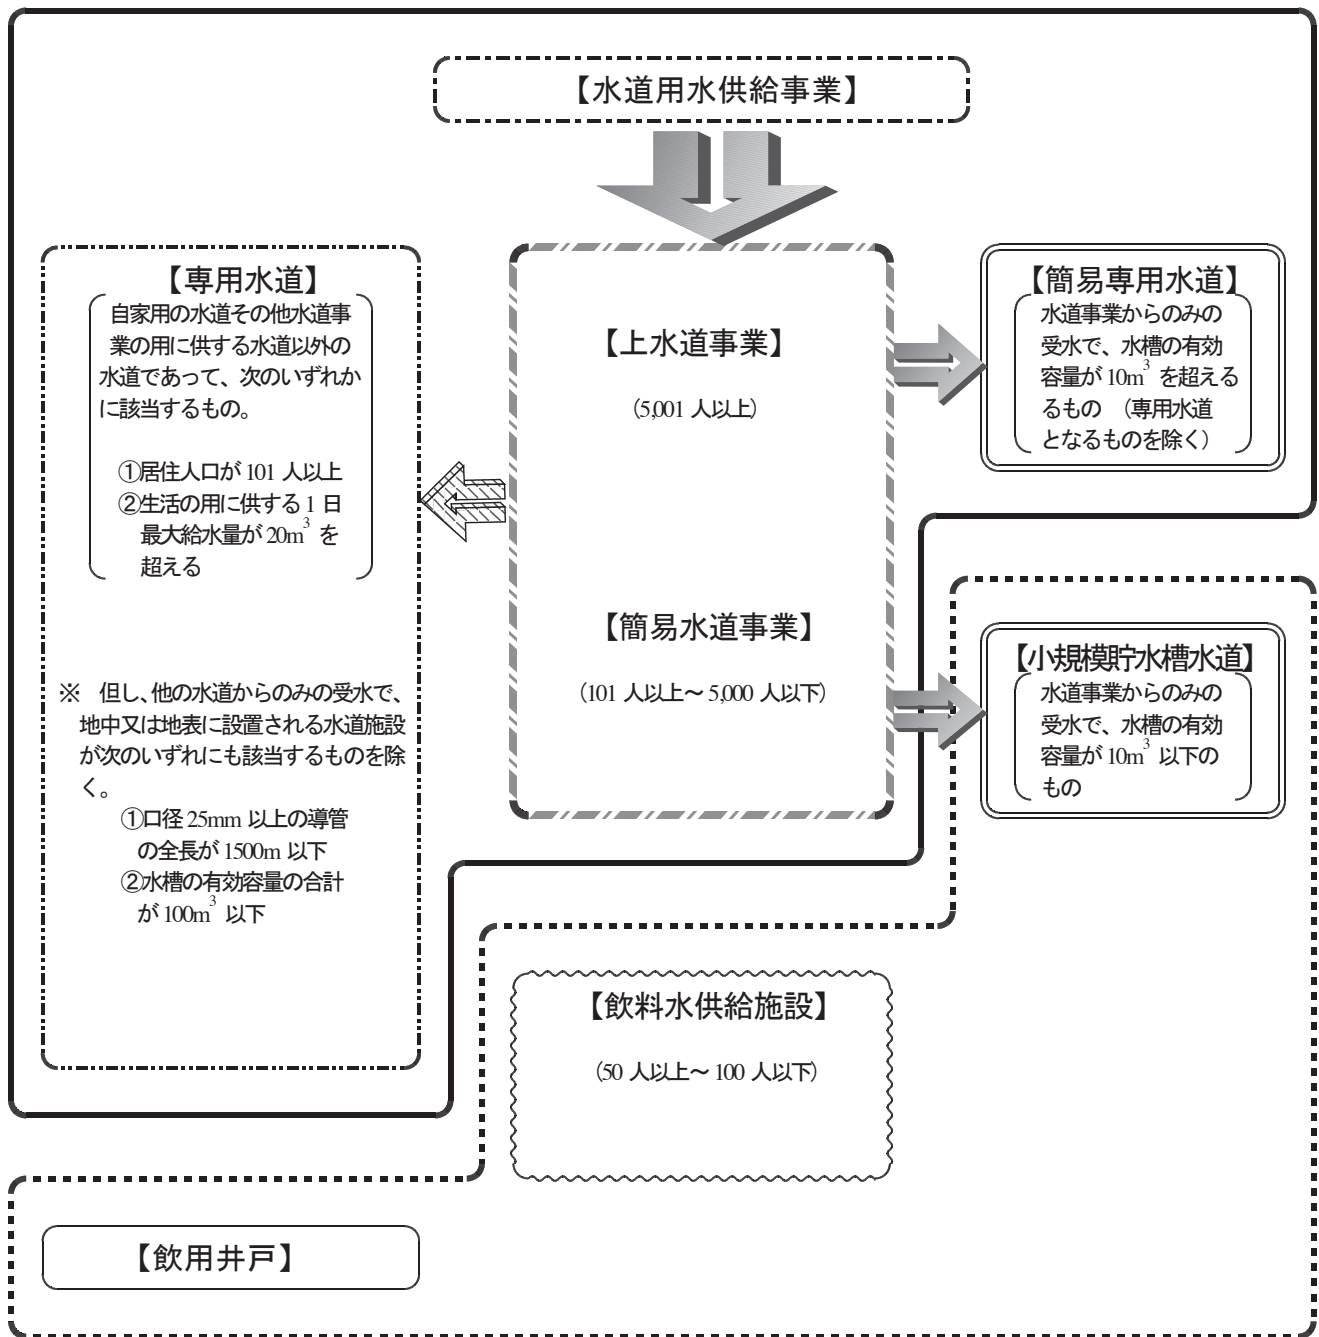 【水道用水供給事業】
【専用水道】
自家用の水道その他水道事
業の用に供する水道以外の
水道であって、次のいずれか
に該当するもの。
①居住人口が 101 人以上
②生活の用に供する 1 日
最大給水量が 20m³ を
超える
※ 但し、他の水道からのみの受水で、
地中又は地表に設置される水道施設
が次のいずれにも該当するものを除
く。
①口径 25mm 以上の導管
の全長が 1500m 以下
②水槽の有効容量の合計
が 100m³ 以下
【上水道事業】
(5,001 人以上)
【簡易水道事業】
(101 人以上～ 5,000 人以下)
【簡易専用水道】
水道事業からのみの
受水で、水槽の有効
容量が 10m³ を超える
るもの (専用水道
となるものを除く)
【小規模貯水槽水道】
水道事業からのみの
受水で、水槽の有効
容量が 10m³ 以下の
もの
【飲料水供給施設】
(50 人以上～ 100 人以下)
【飲用井戸】